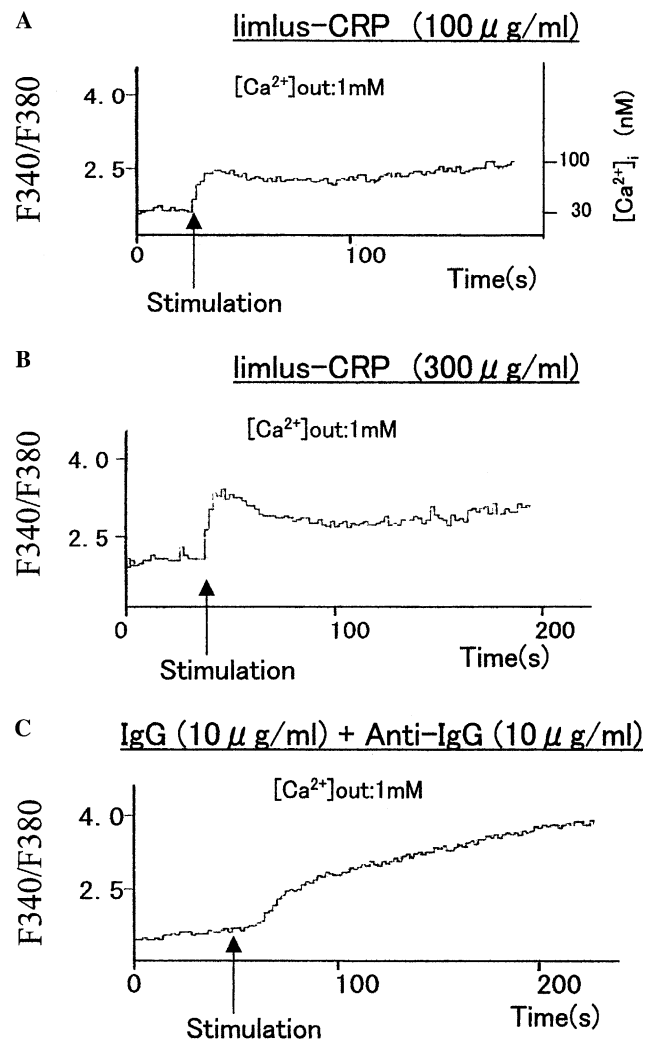 A
limlus-CRP (100 μ g/ml)
F340/F380
4.0
2.5
[Ca²⁺]out:1mM
100
30
[Ca²⁺]i (nM)
0
100
Time(s)
Stimulation
B
limlus-CRP (300 μ g/ml)
F340/F380
4.0
2.5
[Ca²⁺]out:1mM
0
100
200
Time(s)
Stimulation
C
IgG (10 μ g/ml) + Anti-IgG (10 μ g/ml)
F340/F380
4.0
2.5
[Ca²⁺]out:1mM
0
100
200
Time(s)
Stimulation